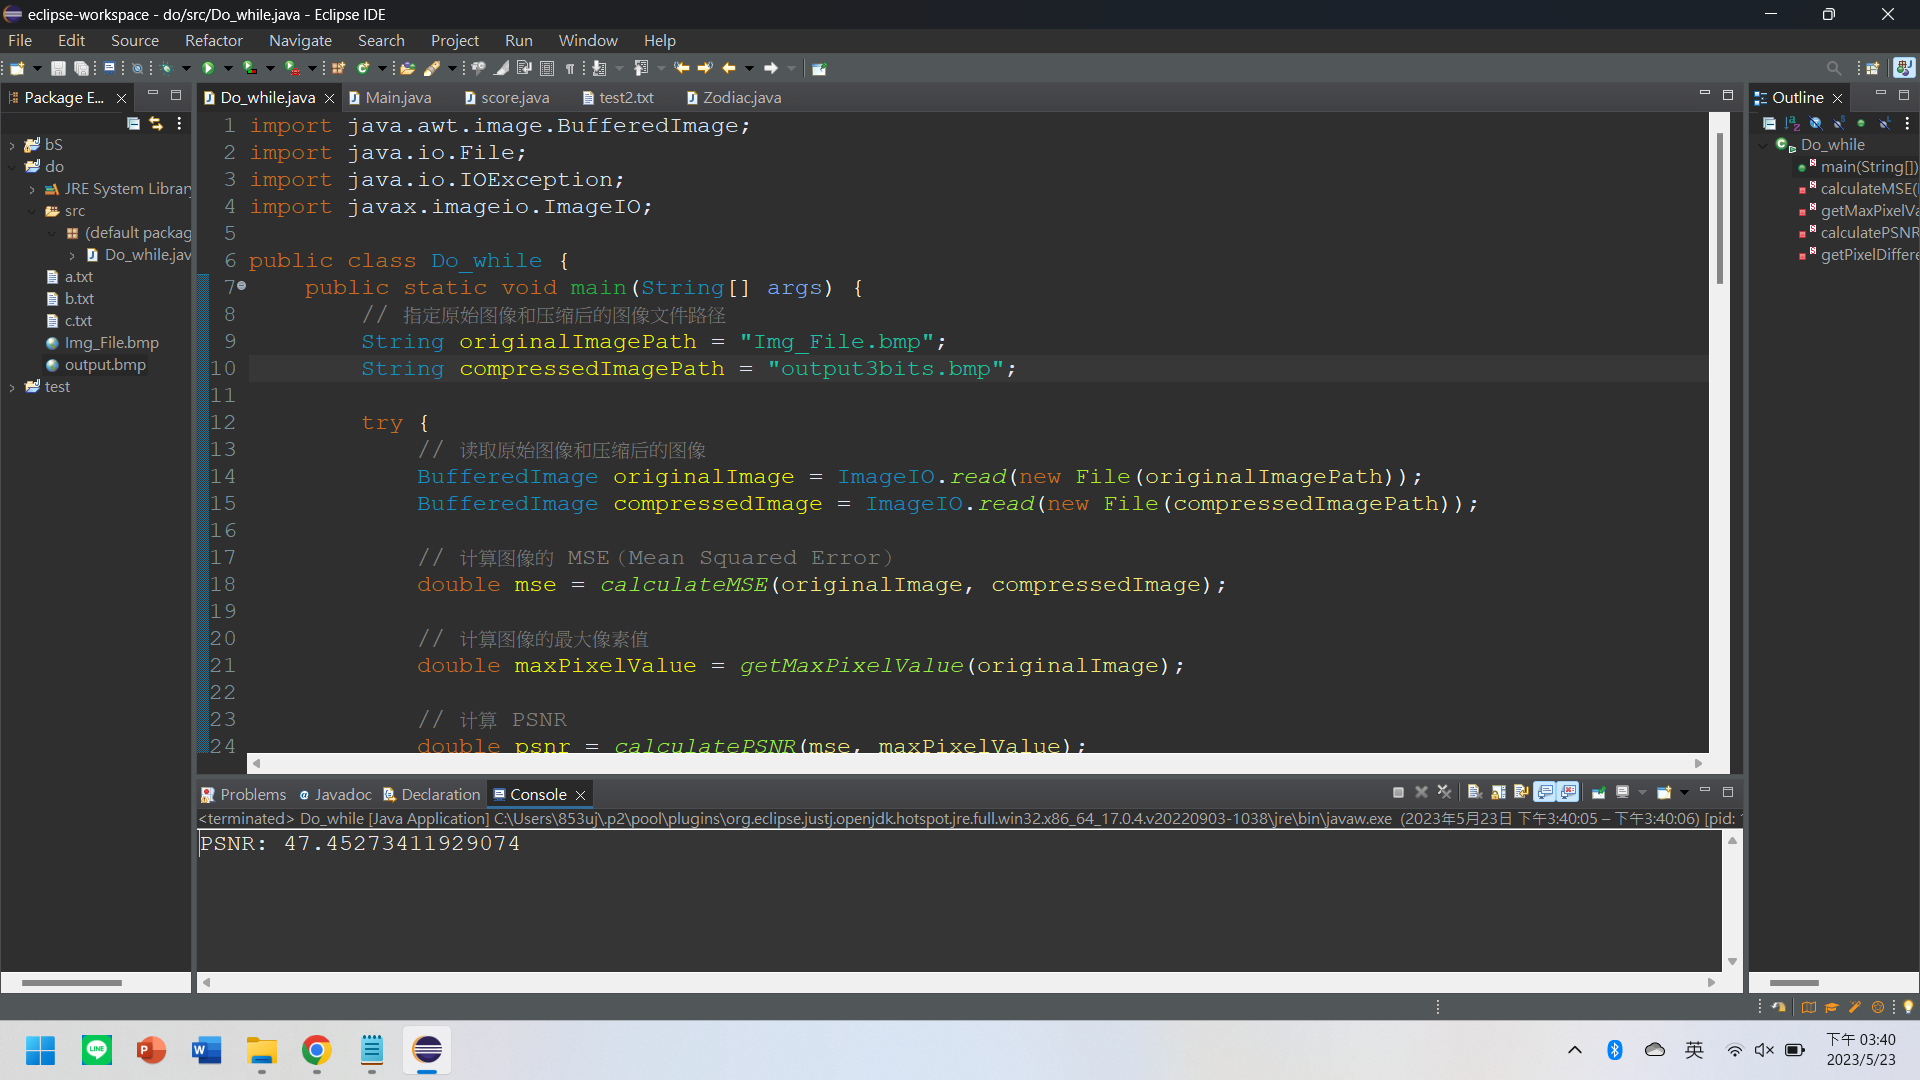 eclipse-workspace - do/src/Do_while.java - Eclipse IDE
File Edit Source Refactor Navigate Search Project Run Window Help
Package E...
bS
do
JRE System Library
src
(default packag
Do_while.jav
a.txt
b.txt
c.txt
Img_File.bmp
output.bmp
test
Do_while.java Main.java score.java test2.txt Zodiac.java
1 import java.awt.image.BufferedImage;
2 import java.io.File;
3 import java.io.IOException;
4 import javax.imageio.ImageIO;
5
6 public class Do_while {
7 public static void main(String[] args) {
8 // 指定原始图像和压缩后的图像文件路径
9 String originalImagePath = "Img_File.bmp";
10 String compressedImagePath = "output3bits.bmp";
11
12 try {
13 // 读取原始图像和压缩后的图像
14 BufferedImage originalImage = ImageIO.read(new File(originalImagePath));
15 BufferedImage compressedImage = ImageIO.read(new File(compressedImagePath));
16
17 // 计算图像的 MSE（Mean Squared Error）
18 double mse = calculateMSE(originalImage, compressedImage);
19
20 // 计算图像的最大像素值
21 double maxPixelValue = getMaxPixelValue(originalImage);
22
23 // 计算 PSNR
24 double psnr = calculatePSNR(mse, maxPixelValue);
Outline
Do_while
main(String[])
calculateMSE(
getMaxPixelVa
calculatePSNR
getPixelDiffere
Problems Javadoc Declaration Console
<terminated> Do_while [Java Application] C:\Users\853uj\.p2\pool\plugins\org.eclipse.justj.openjdk.hotspot.jre.full.win32.x86_64_17.0.4.v20220903-1038\jre\bin\javaw.exe (2023年5月23日 下午3:40:05 – 下午3:40:06) [pid:
PSNR: 47.45273411929074
英
下午 03:40
2023/5/23